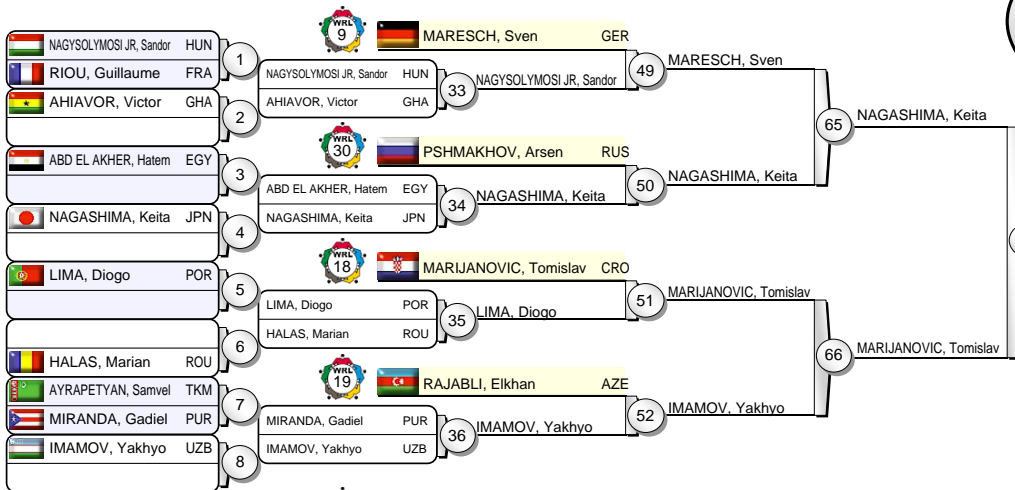 NAGYSOLYMOSI JR, Sandor HUN
RIOU, Guillaume FRA
1
AHIAVOR, Victor GHA
2
ABD EL AKHER, Hatem EGY
3
NAGASHIMA, Keita JPN
4
LIMA, Diogo POR
5
6
HALAS, Marian ROU
AYRAPETYAN, Samvel TKM
7
MIRANDA, Gadiel PUR
IMAMOV, Yakhyo UZB
8
NAGYSOLYMOSI JR, Sandor HUN
AHIAVOR, Victor GHA
33
ABD EL AKHER, Hatem EGY
NAGASHIMA, Keita JPN
34
LIMA, Diogo POR
HALAS, Marian ROU
35
MIRANDA, Gadiel PUR
IMAMOV, Yakhyo UZB
36
WRL
9
MARESCH, Sven GER
NAGYSOLYMOSI JR, Sandor
49
WRL
30
PSHMAKHOV, Arsen RUS
NAGASHIMA, Keita
50
WRL
18
MARIJANOVIC, Tomislav CRO
LIMA, Diogo
51
WRL
19
RAJABLI, Elkhan AZE
IMAMOV, Yakhyo
52
MARESCH, Sven
65
NAGASHIMA, Keita
MARIJANOVIC, Tomislav
66
IMAMOV, Yakhyo
NAGASHIMA, Keita
MARIJANOVIC, Tomislav